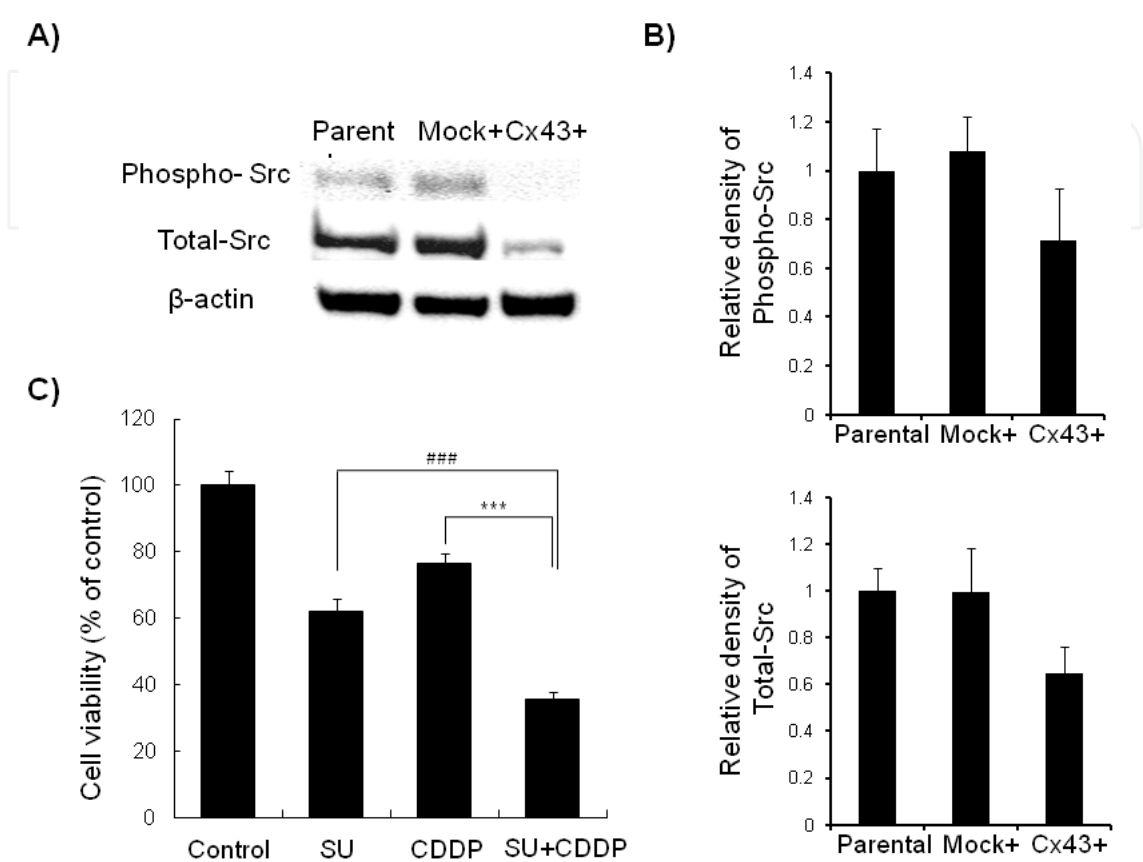 A)
Parent Mock+ Cx43+
Phospho- Src
Total-Src
β-actin
B)
Relative density of
Phospho-Src
1.4
1.2
1
0.8
0.6
0.4
0.2
0
Parental Mock+ Cx43+
Relative density of
Total-Src
1.4
1.2
1
0.8
0.6
0.4
0.2
0
Parental Mock+ Cx43+
C)
Cell viability (% of control)
120
100
80
60
40
20
0
###
***
Control SU CDDP SU+CDDP